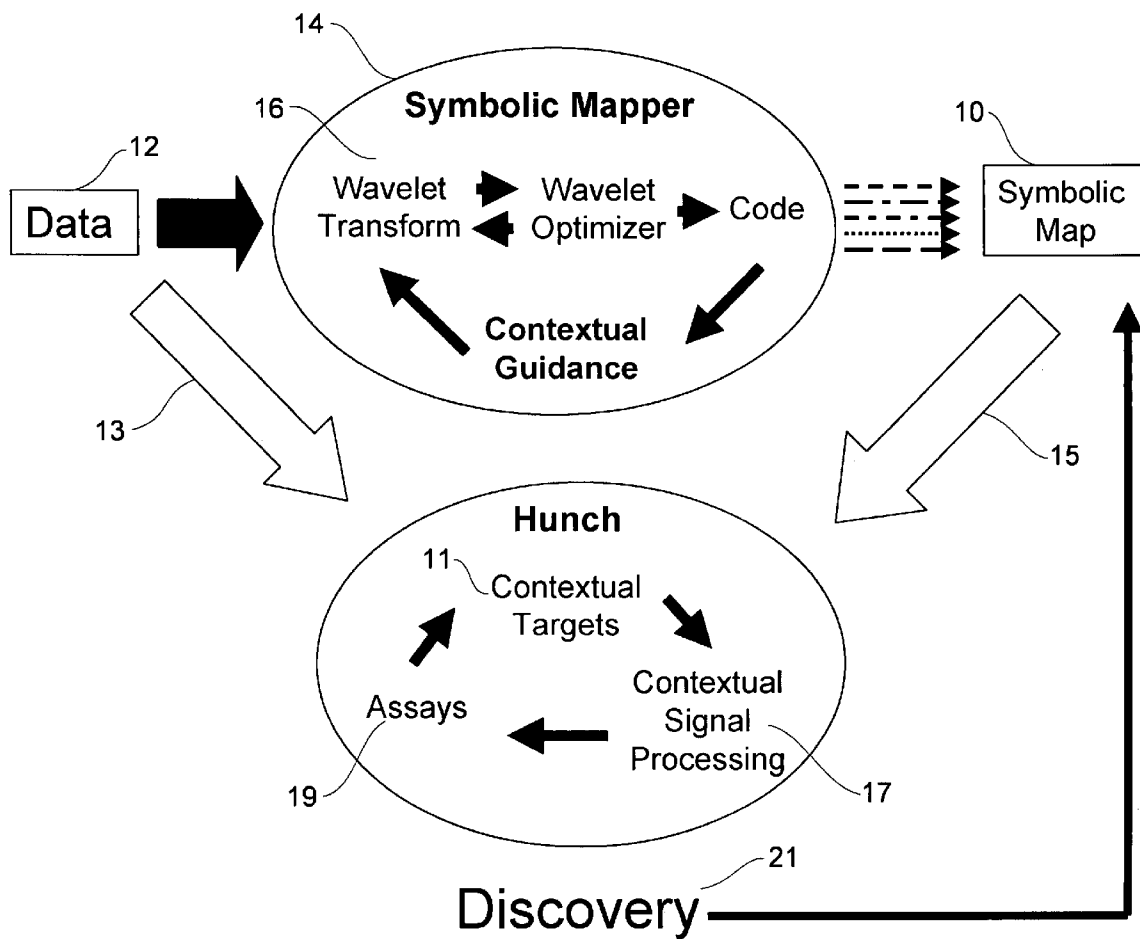 14
Symbolic Mapper
16
10
12
Data
Wavelet
Transform
Wavelet
Optimizer
Code
Symbolic
Map
Contextual
Guidance
13
15
Hunch
11
Contextual
Targets
Assays
Contextual
Signal
Processing
19
17
21
Discovery